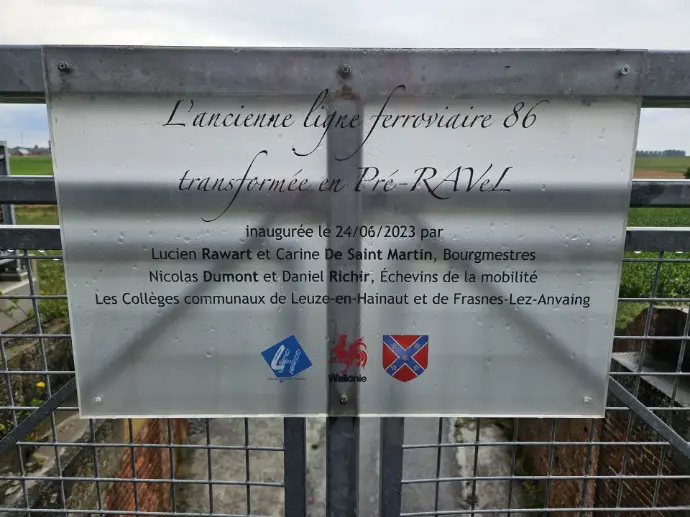 L'ancienne ligne ferroviaire 86
transformée en Pré-RAVeL
inaugurée le 24/06/2023 par
Lucien Rawart et Carine De Saint Martin, Bourgmestres
Nicolas Dumont et Daniel Richir, Échevins de la mobilité
Les Collèges communaux de Leuze-en-Hainaut et de Frasnes-Lez-Anvaing
Wallonie